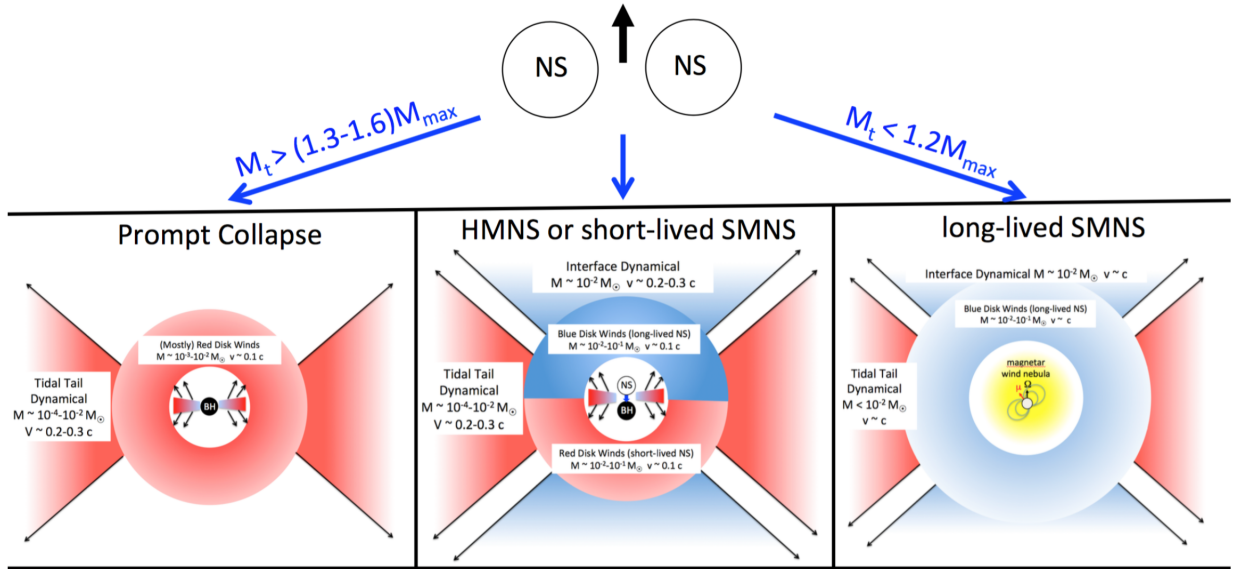 NS
NS
Mₜ > (1.3-1.6)Mₘₐₓ
Mₜ < 1.2Mₘₐₓ
Prompt Collapse
(Mostly) Red Disk Winds
M ~ 10⁻³-10⁻² M☉ v ~ 0.1 c
Tidal Tail
Dynamical
M ~ 10⁻⁴-10⁻² M☉
V ~ 0.2-0.3 c
BH
HMNS or short-lived SMNS
Interface Dynamical
M ~ 10⁻² M☉ v ~ 0.2-0.3 c
Blue Disk Winds (long-lived NS)
M ~ 10⁻²-10⁻¹ M☉ v ~ 0.1 c
Tidal Tail
Dynamical
M ~ 10⁻⁴-10⁻² M☉
V ~ 0.2-0.3 c
NS
BH
Red Disk Winds (short-lived NS)
M ~ 10⁻²-10⁻¹ M☉ v ~ 0.1 c
long-lived SMNS
Interface Dynamical M ~ 10⁻² M☉ v ~ c
Blue Disk Winds (long-lived NS)
M ~ 10⁻²-10⁻¹ M☉ v ~ c
Tidal Tail
Dynamical
M < 10⁻² M☉
v ~ c
magnetar
wind nebula
μ Ω